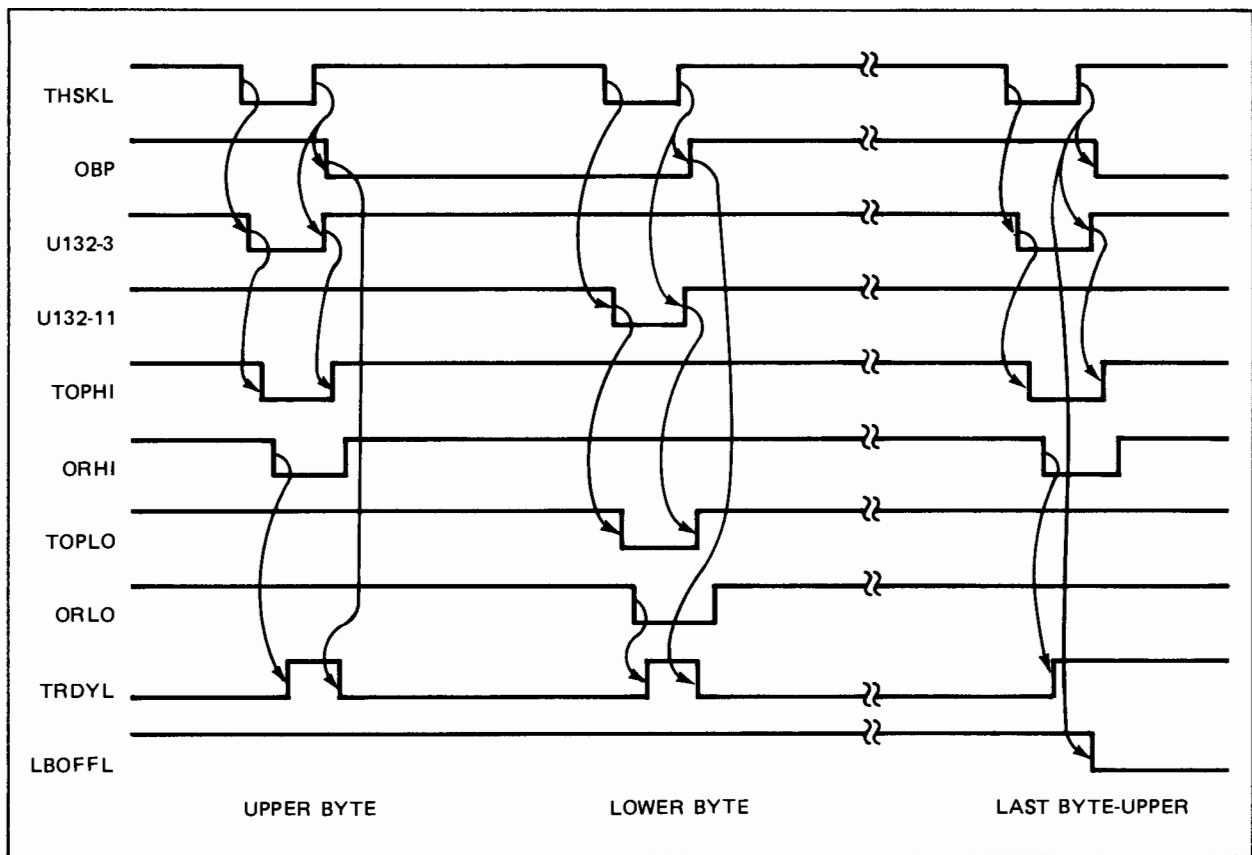 THSKL
OBP
U132-3
U132-11
TOPHI
ORHI
TOPLO
ORLO
TRDYL
LBOFFL
UPPER BYTE
LOWER BYTE
LAST BYTE-UPPER